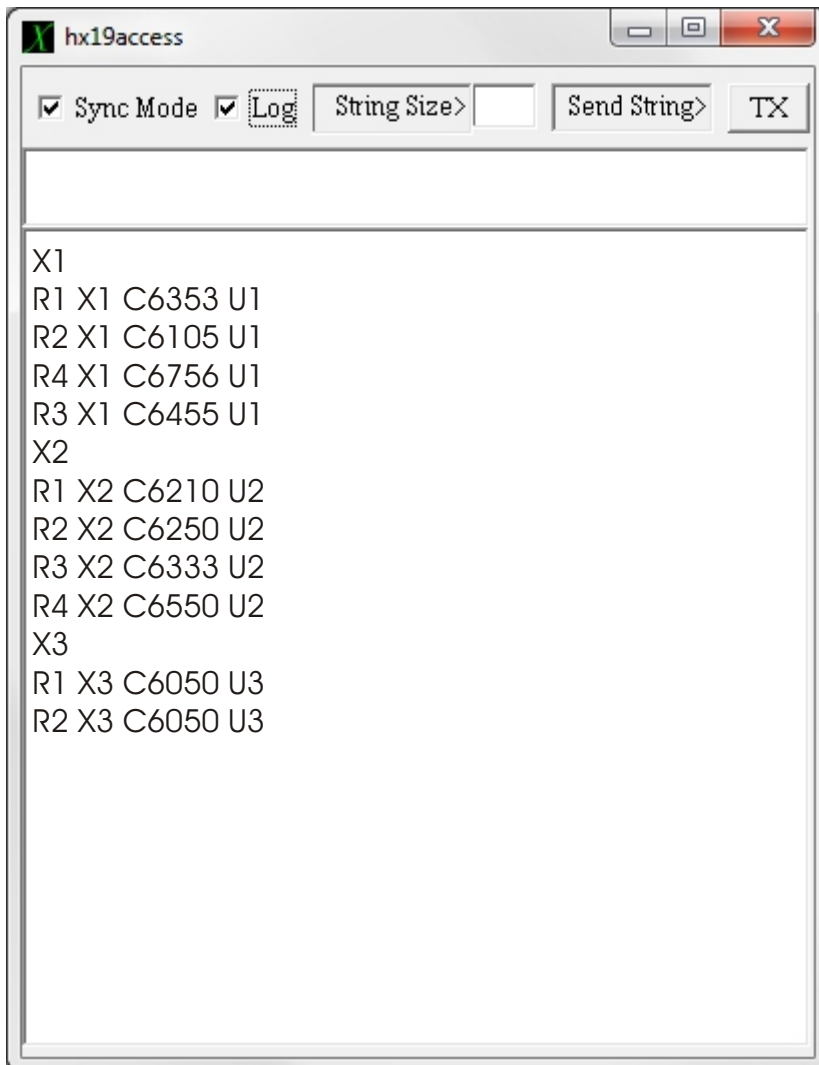 hx19access
Sync Mode Log String Size> Send String> TX
X1
R1 X1 C6353 U1
R2 X1 C6105 U1
R4 X1 C6756 U1
R3 X1 C6455 U1
X2
R1 X2 C6210 U2
R2 X2 C6250 U2
R3 X2 C6333 U2
R4 X2 C6550 U2
X3
R1 X3 C6050 U3
R2 X3 C6050 U3